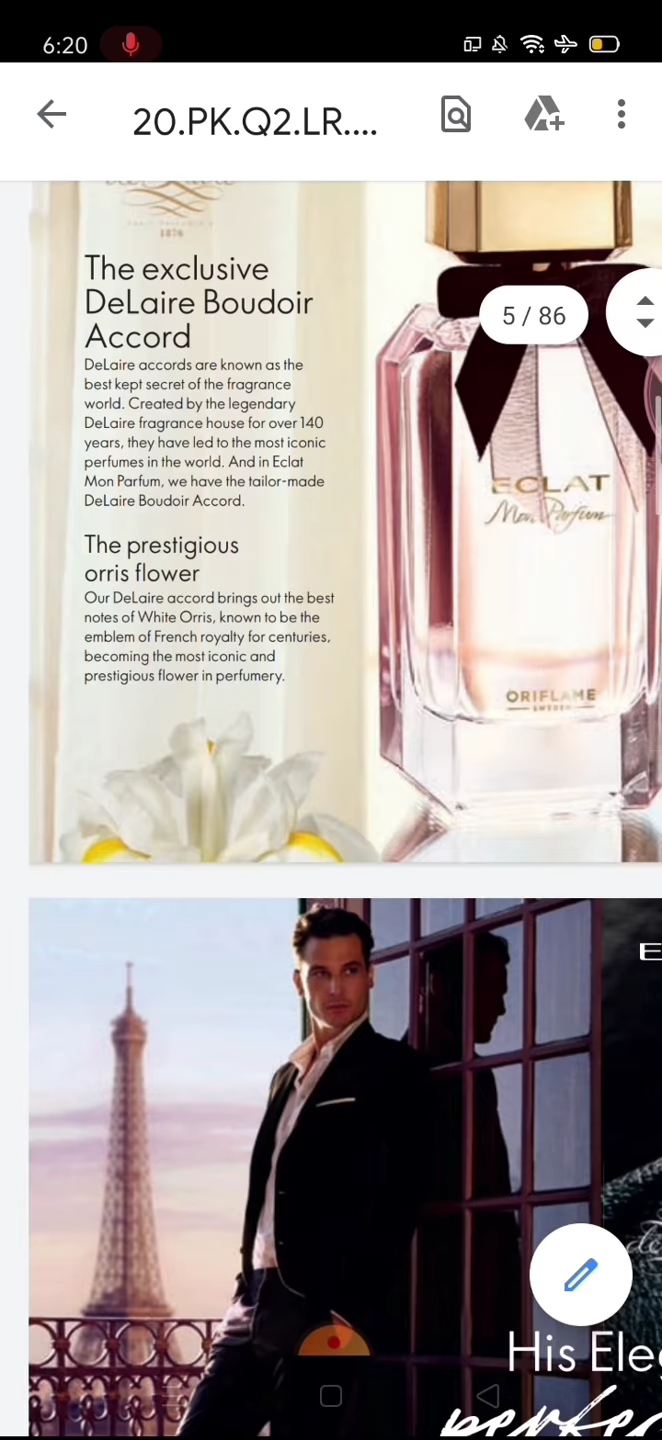 6:20
20.PK.Q2.LR....
1876
The exclusive
DeLaire Boudoir
Accord
5 / 86
DeLaire accords are known as the
best kept secret of the fragrance
world. Created by the legendary
DeLaire fragrance house for over 140
years, they have led to the most iconic
perfumes in the world. And in Eclat
Mon Parfum, we have the tailor-made
DeLaire Boudoir Accord.
ECLAT
Mon Parfum
The prestigious
orris flower
Our DeLaire accord brings out the best
notes of White Orris, known to be the
emblem of French royalty for centuries,
becoming the most iconic and
prestigious flower in perfumery.
ORIFLAME
SWEDEN
E
de
His Ele